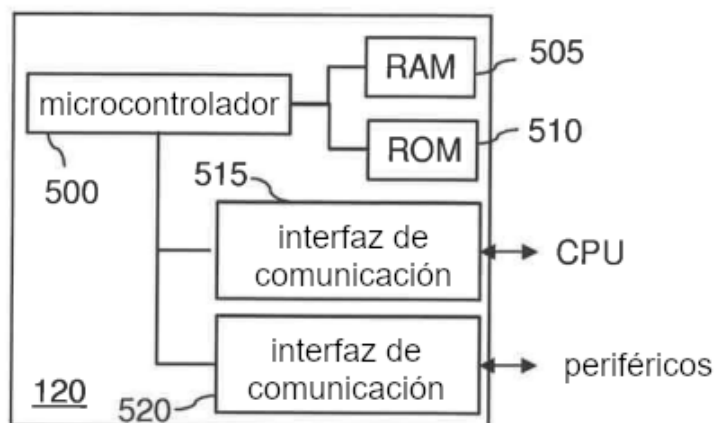 RAM
505
microcontrolador
ROM
510
500
515
interfaz de
comunicación
CPU
interfaz de
comunicación
periféricos
120
520